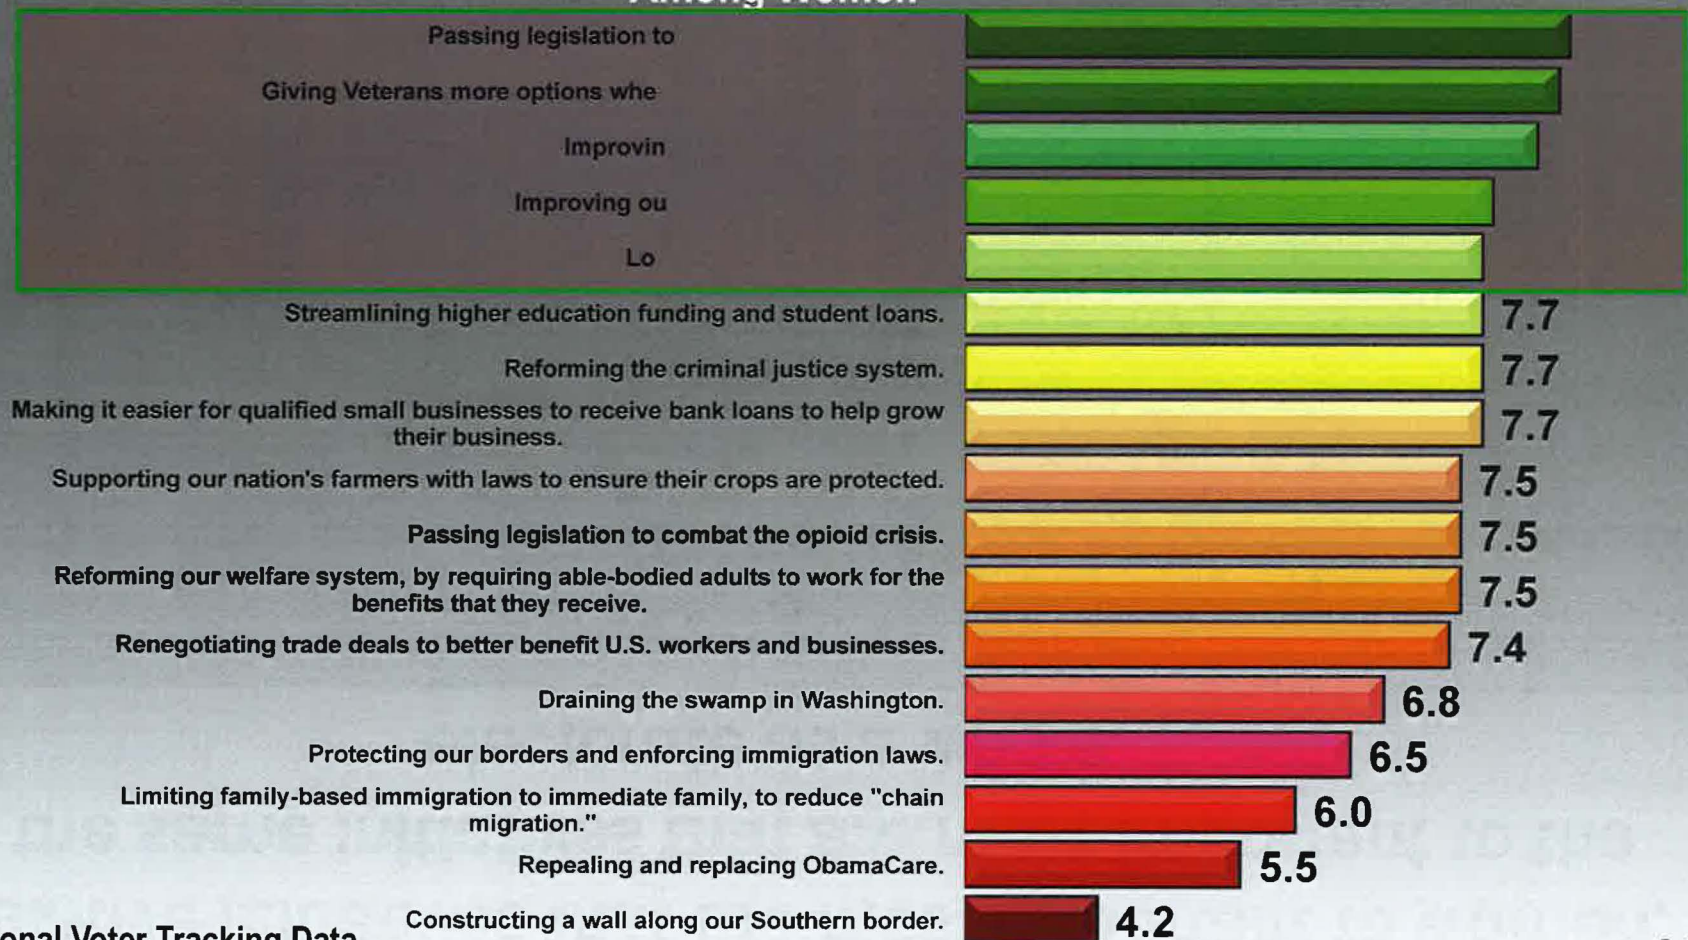 Among Women
Passing legislation to
Giving Veterans more options whe
Improvin
Improving ou
Lo
Streamlining higher education funding and student loans.
7.7
Reforming the criminal justice system.
7.7
Making it easier for qualified small businesses to receive bank loans to help grow
their business.
7.7
Supporting our nation's farmers with laws to ensure their crops are protected.
7.5
Passing legislation to combat the opioid crisis.
7.5
Reforming our welfare system, by requiring able-bodied adults to work for the
benefits that they receive.
7.5
Renegotiating trade deals to better benefit U.S. workers and businesses.
7.4
Draining the swamp in Washington.
6.8
Protecting our borders and enforcing immigration laws.
6.5
Limiting family-based immigration to immediate family, to reduce "chain
migration."
6.0
Repealing and replacing ObamaCare.
5.5
Constructing a wall along our Southern border.
4.2
Voter Tracking Data